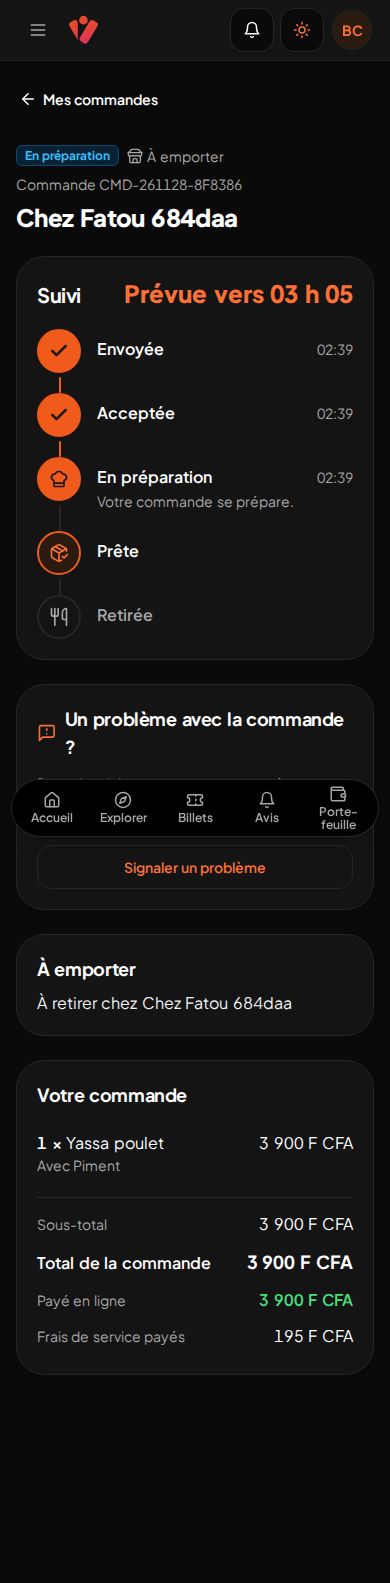 BC
Mes commandes
En préparation À emporter
Commande CMD-261128-8F8386
Chez Fatou 684daa
Suivi Prévue vers 03 h 05
Envoyée 02:39
Acceptée 02:39
En préparation 02:39
Votre commande se prépare.
Prête
Retirée
Un problème avec la commande
?
Accueil Explorer Billets Avis Porte-
feuille
Signaler un problème
À emporter
À retirer chez Chez Fatou 684daa
Votre commande
1 × Yassa poulet 3 900 F CFA
Avec Piment
Sous-total 3 900 F CFA
Total de la commande 3 900 F CFA
Payé en ligne 3 900 F CFA
Frais de service payés 195 F CFA